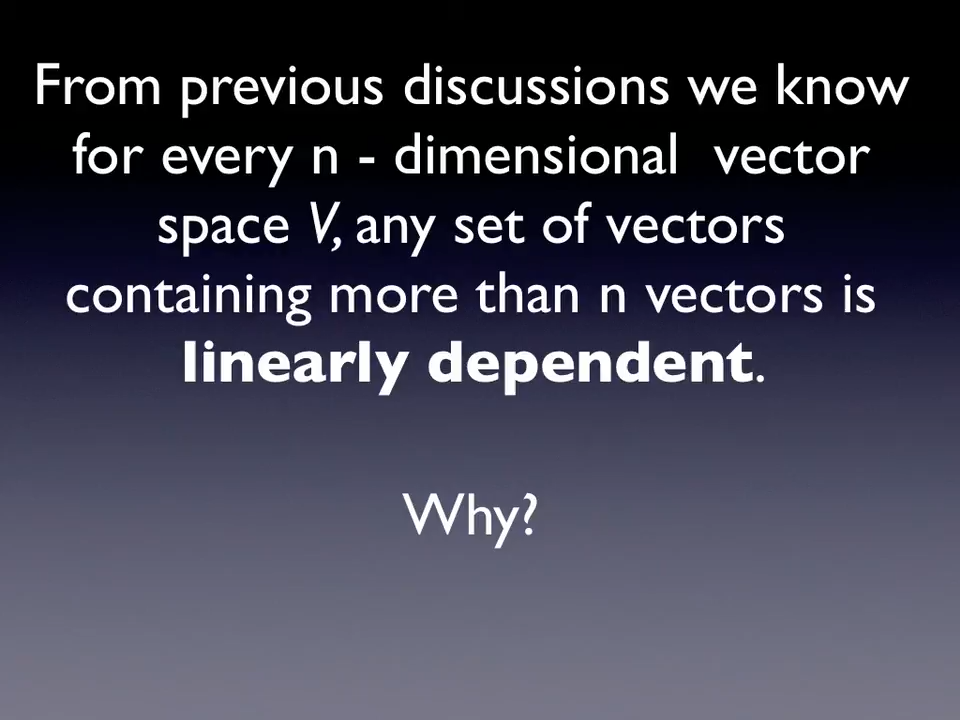 From previous discussions we know
for every n - dimensional vector
space V, any set of vectors
containing more than n vectors is
linearly dependent.
Why?